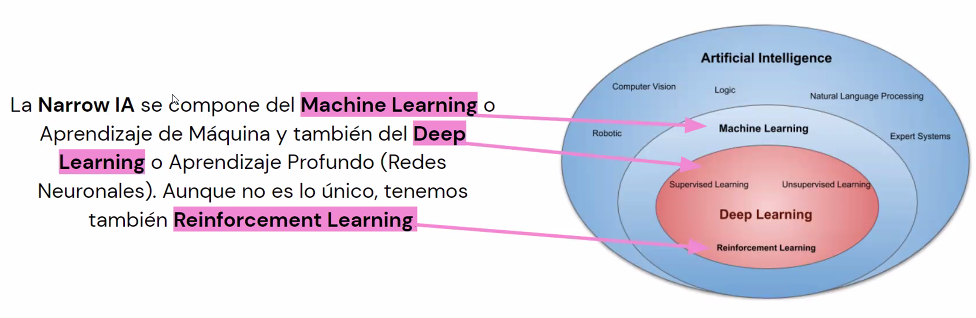 La Narrow IA se compone del Machine Learning o
Aprendizaje de Máquina y también del Deep
Learning o Aprendizaje Profundo (Redes
Neuronales). Aunque no es lo único, tenemos
también Reinforcement Learning
Artificial Intelligence
Computer Vision
Logic
Natural Language Processing
Robotic
Machine Learning
Expert Systems
Supervised Learning
Unsupervised Learning
Deep Learning
Reinforcement Learning